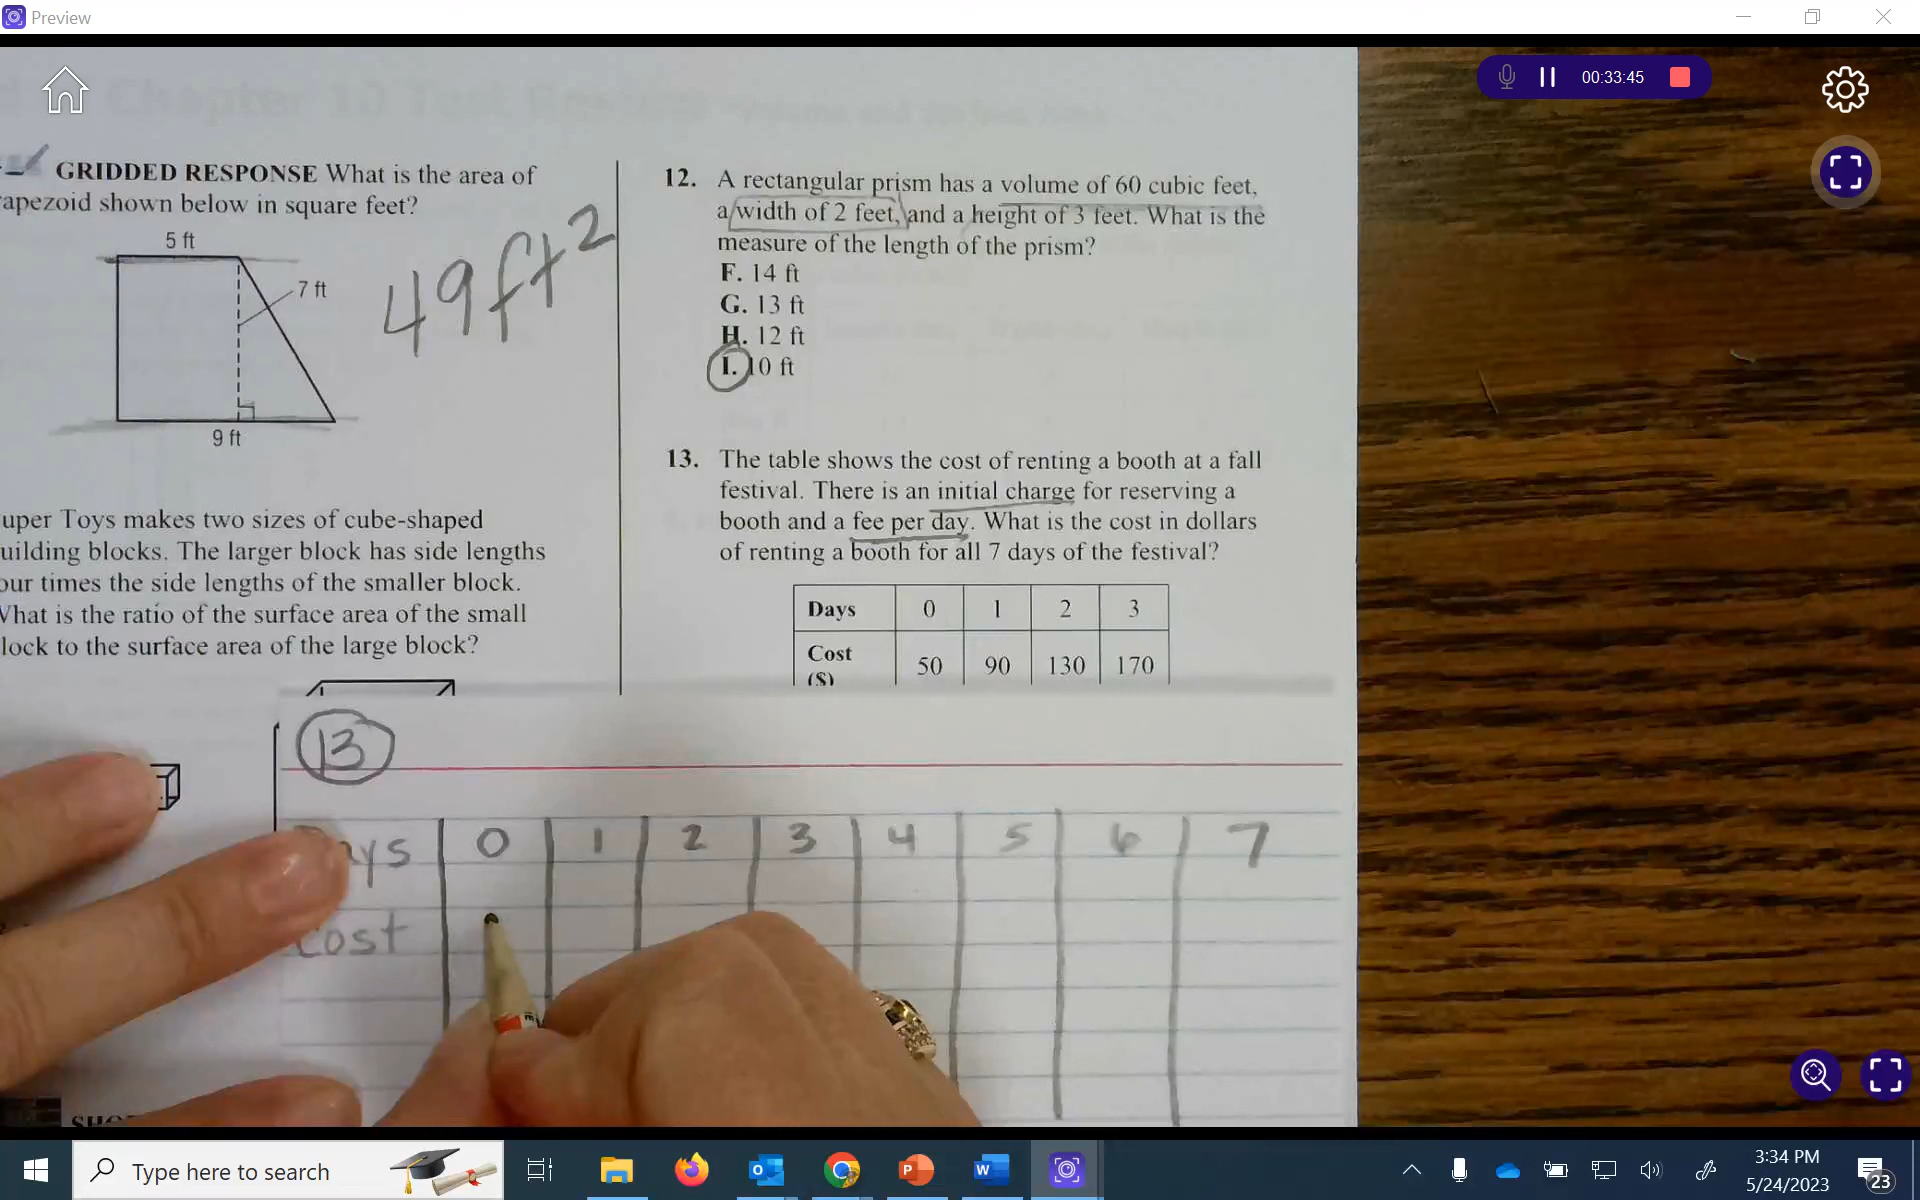 Preview
00:33:45
GRIDDED RESPONSE What is the area of
apezoid shown below in square feet?
5 ft
7 ft
9 ft
49ft²
uper Toys makes two sizes of cube-shaped
uilding blocks. The larger block has side lengths
our times the side lengths of the smaller block.
What is the ratio of the surface area of the small
lock to the surface area of the large block?
12. A rectangular prism has a volume of 60 cubic feet,
a width of 2 feet, and a height of 3 feet. What is the
measure of the length of the prism?
F. 14 ft
G. 13 ft
H. 12 ft
I. 10 ft
13. The table shows the cost of renting a booth at a fall
festival. There is an initial charge for reserving a
booth and a fee per day. What is the cost in dollars
of renting a booth for all 7 days of the festival?
Days 0 1 2 3
Cost 50 90 130 170
($)
13
ays 0 1 2 3 4 5 6 7
Cost
Type here to search
3:34 PM
5/24/2023
23